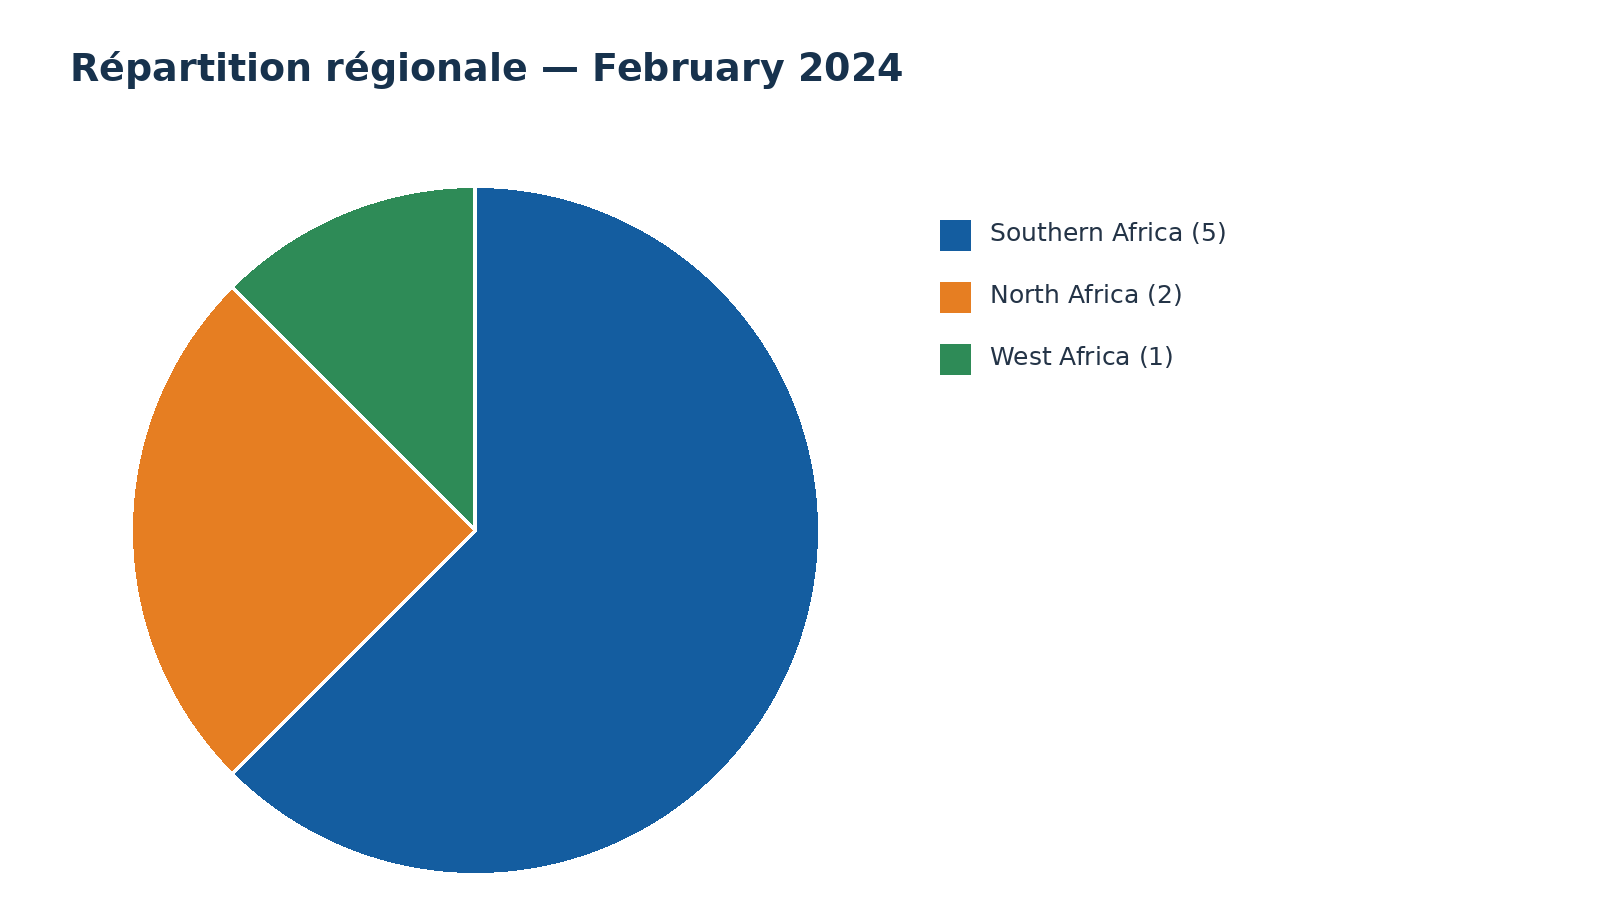 Répartition régionale — February 2024
Southern Africa (5)
North Africa (2)
West Africa (1)